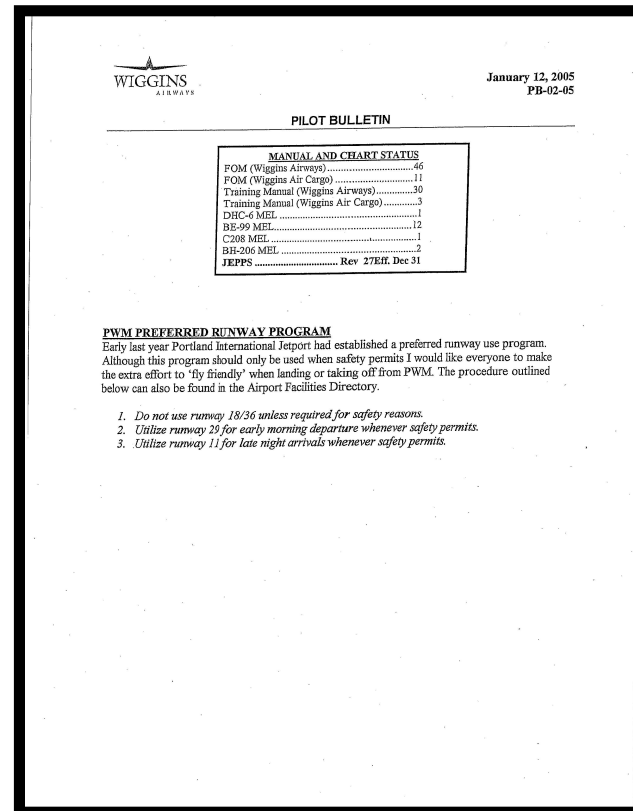 WIGGINS
AIRWAYS
January 12, 2005
PB-02-05
PILOT BULLETIN
MANUAL AND CHART STATUS
FOM (Wiggins Airways)..................................46
FOM (Wiggins Air Cargo) ..............................11
Training Manual (Wiggins Airways)..............30
Training Manual (Wiggins Air Cargo).............3
DHC-6 MEL .....................................................1
BE-99 MEL.....................................................12
C208 MEL ........................................................1
BH-206 MEL ....................................................2
JEPPS ................................ Rev 27Eff. Dec 31
PWM PREFERRED RUNWAY PROGRAM
Early last year Portland International Jetport had established a preferred runway use program.
Although this program should only be used when safety permits I would like everyone to make
the extra effort to 'fly friendly' when landing or taking off from PWM. The procedure outlined
below can also be found in the Airport Facilities Directory.
1. Do not use runway 18/36 unless required for safety reasons.
2. Utilize runway 29 for early morning departure whenever safety permits.
3. Utilize runway 11 for late night arrivals whenever safety permits.